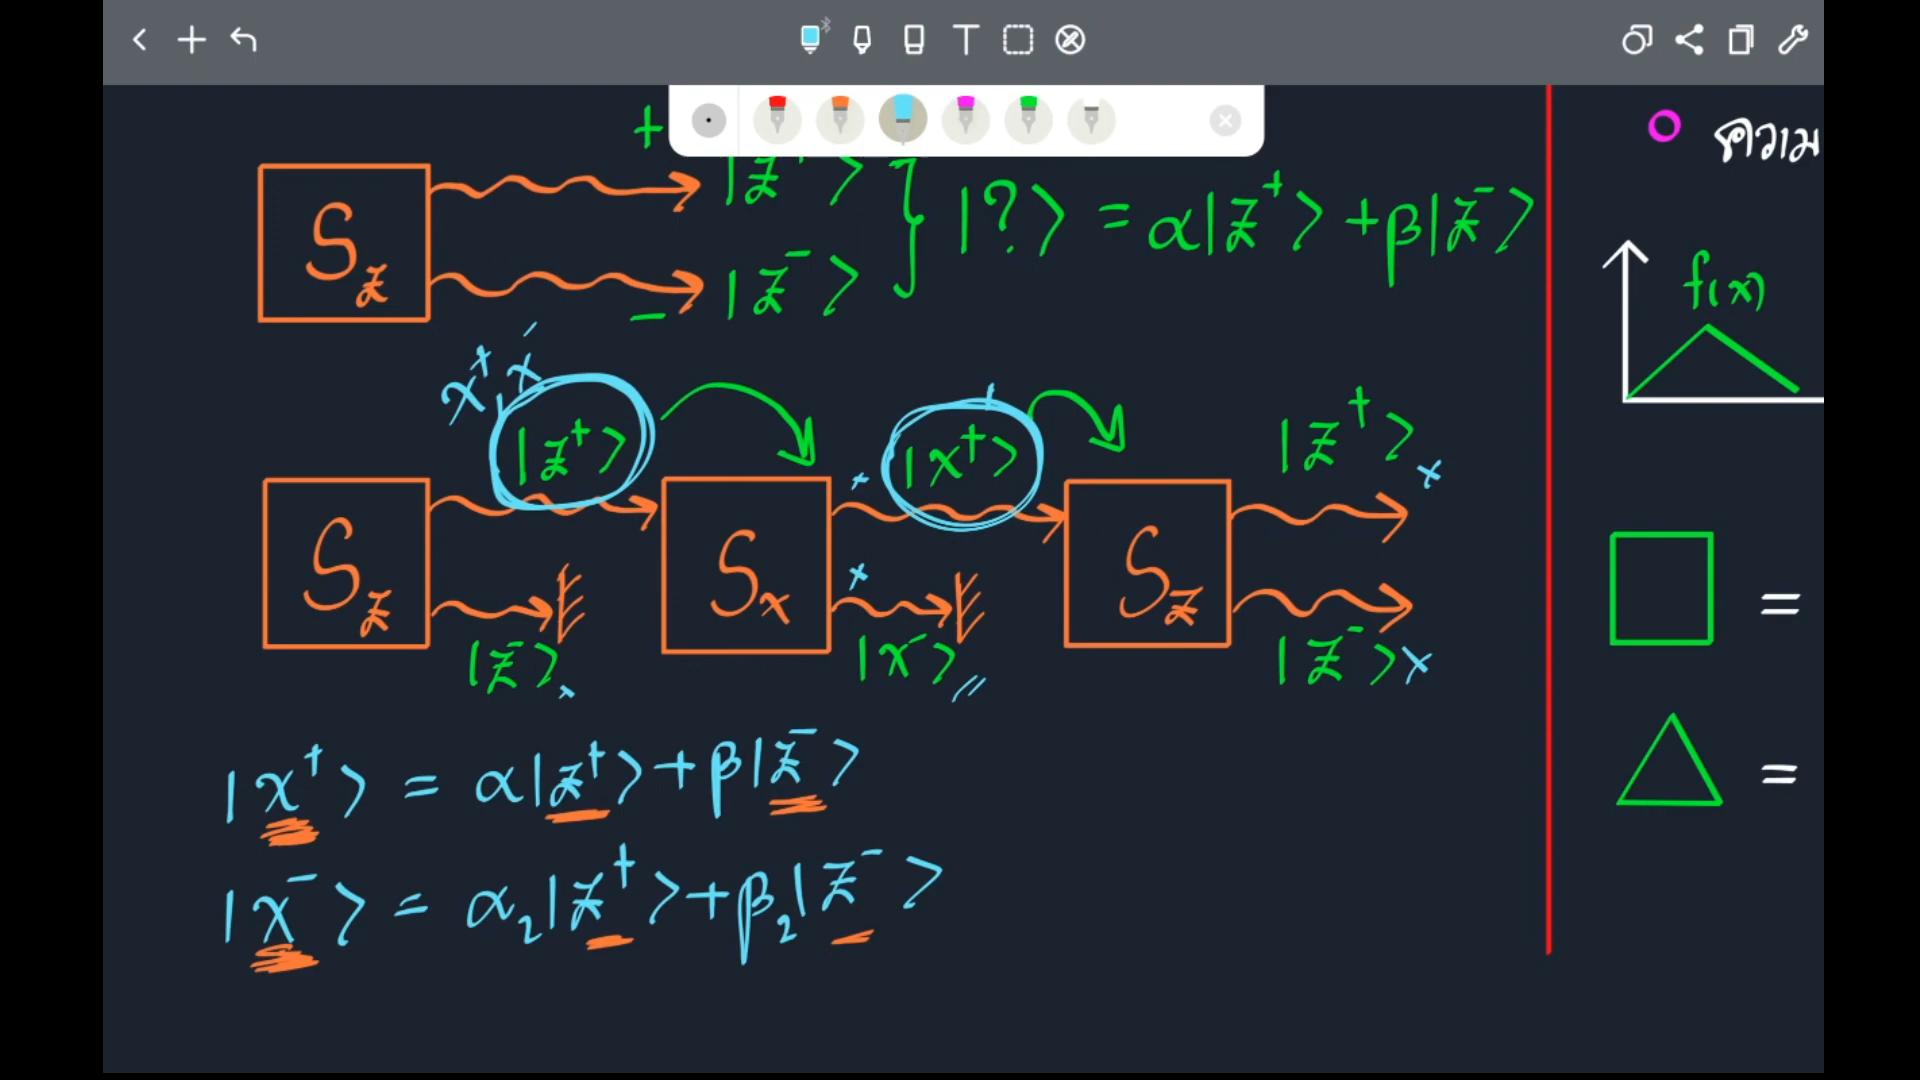 +
S_z |z⁺⟩ } |?⟩ = α|z⁺⟩ + β|z⁻⟩
− |z⁻⟩
x⁺, x⁻
|z⁺⟩ + |x⁺⟩ + |z⁺⟩ x
S_z S_x S_z
|z⁻⟩ x x |x⁻⟩ // |z⁻⟩ x
|x⁺⟩ = α|z⁺⟩ + β|z⁻⟩
|x⁻⟩ = α₂|z⁺⟩ + β₂|z⁻⟩
ความ
f(x)
=
=
T